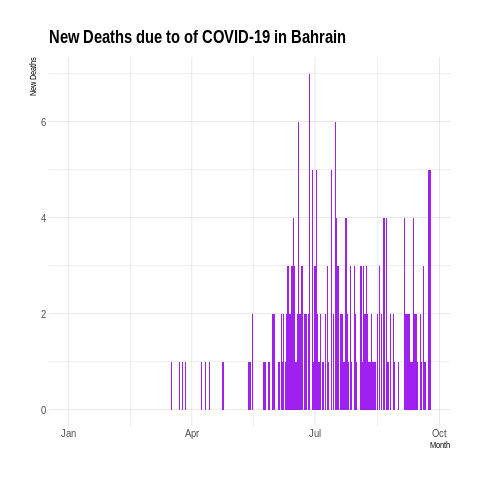 New Deaths due to of COVID-19 in Bahrain
New Deaths
6
4
2
0
Jan Apr Jul Oct
Month